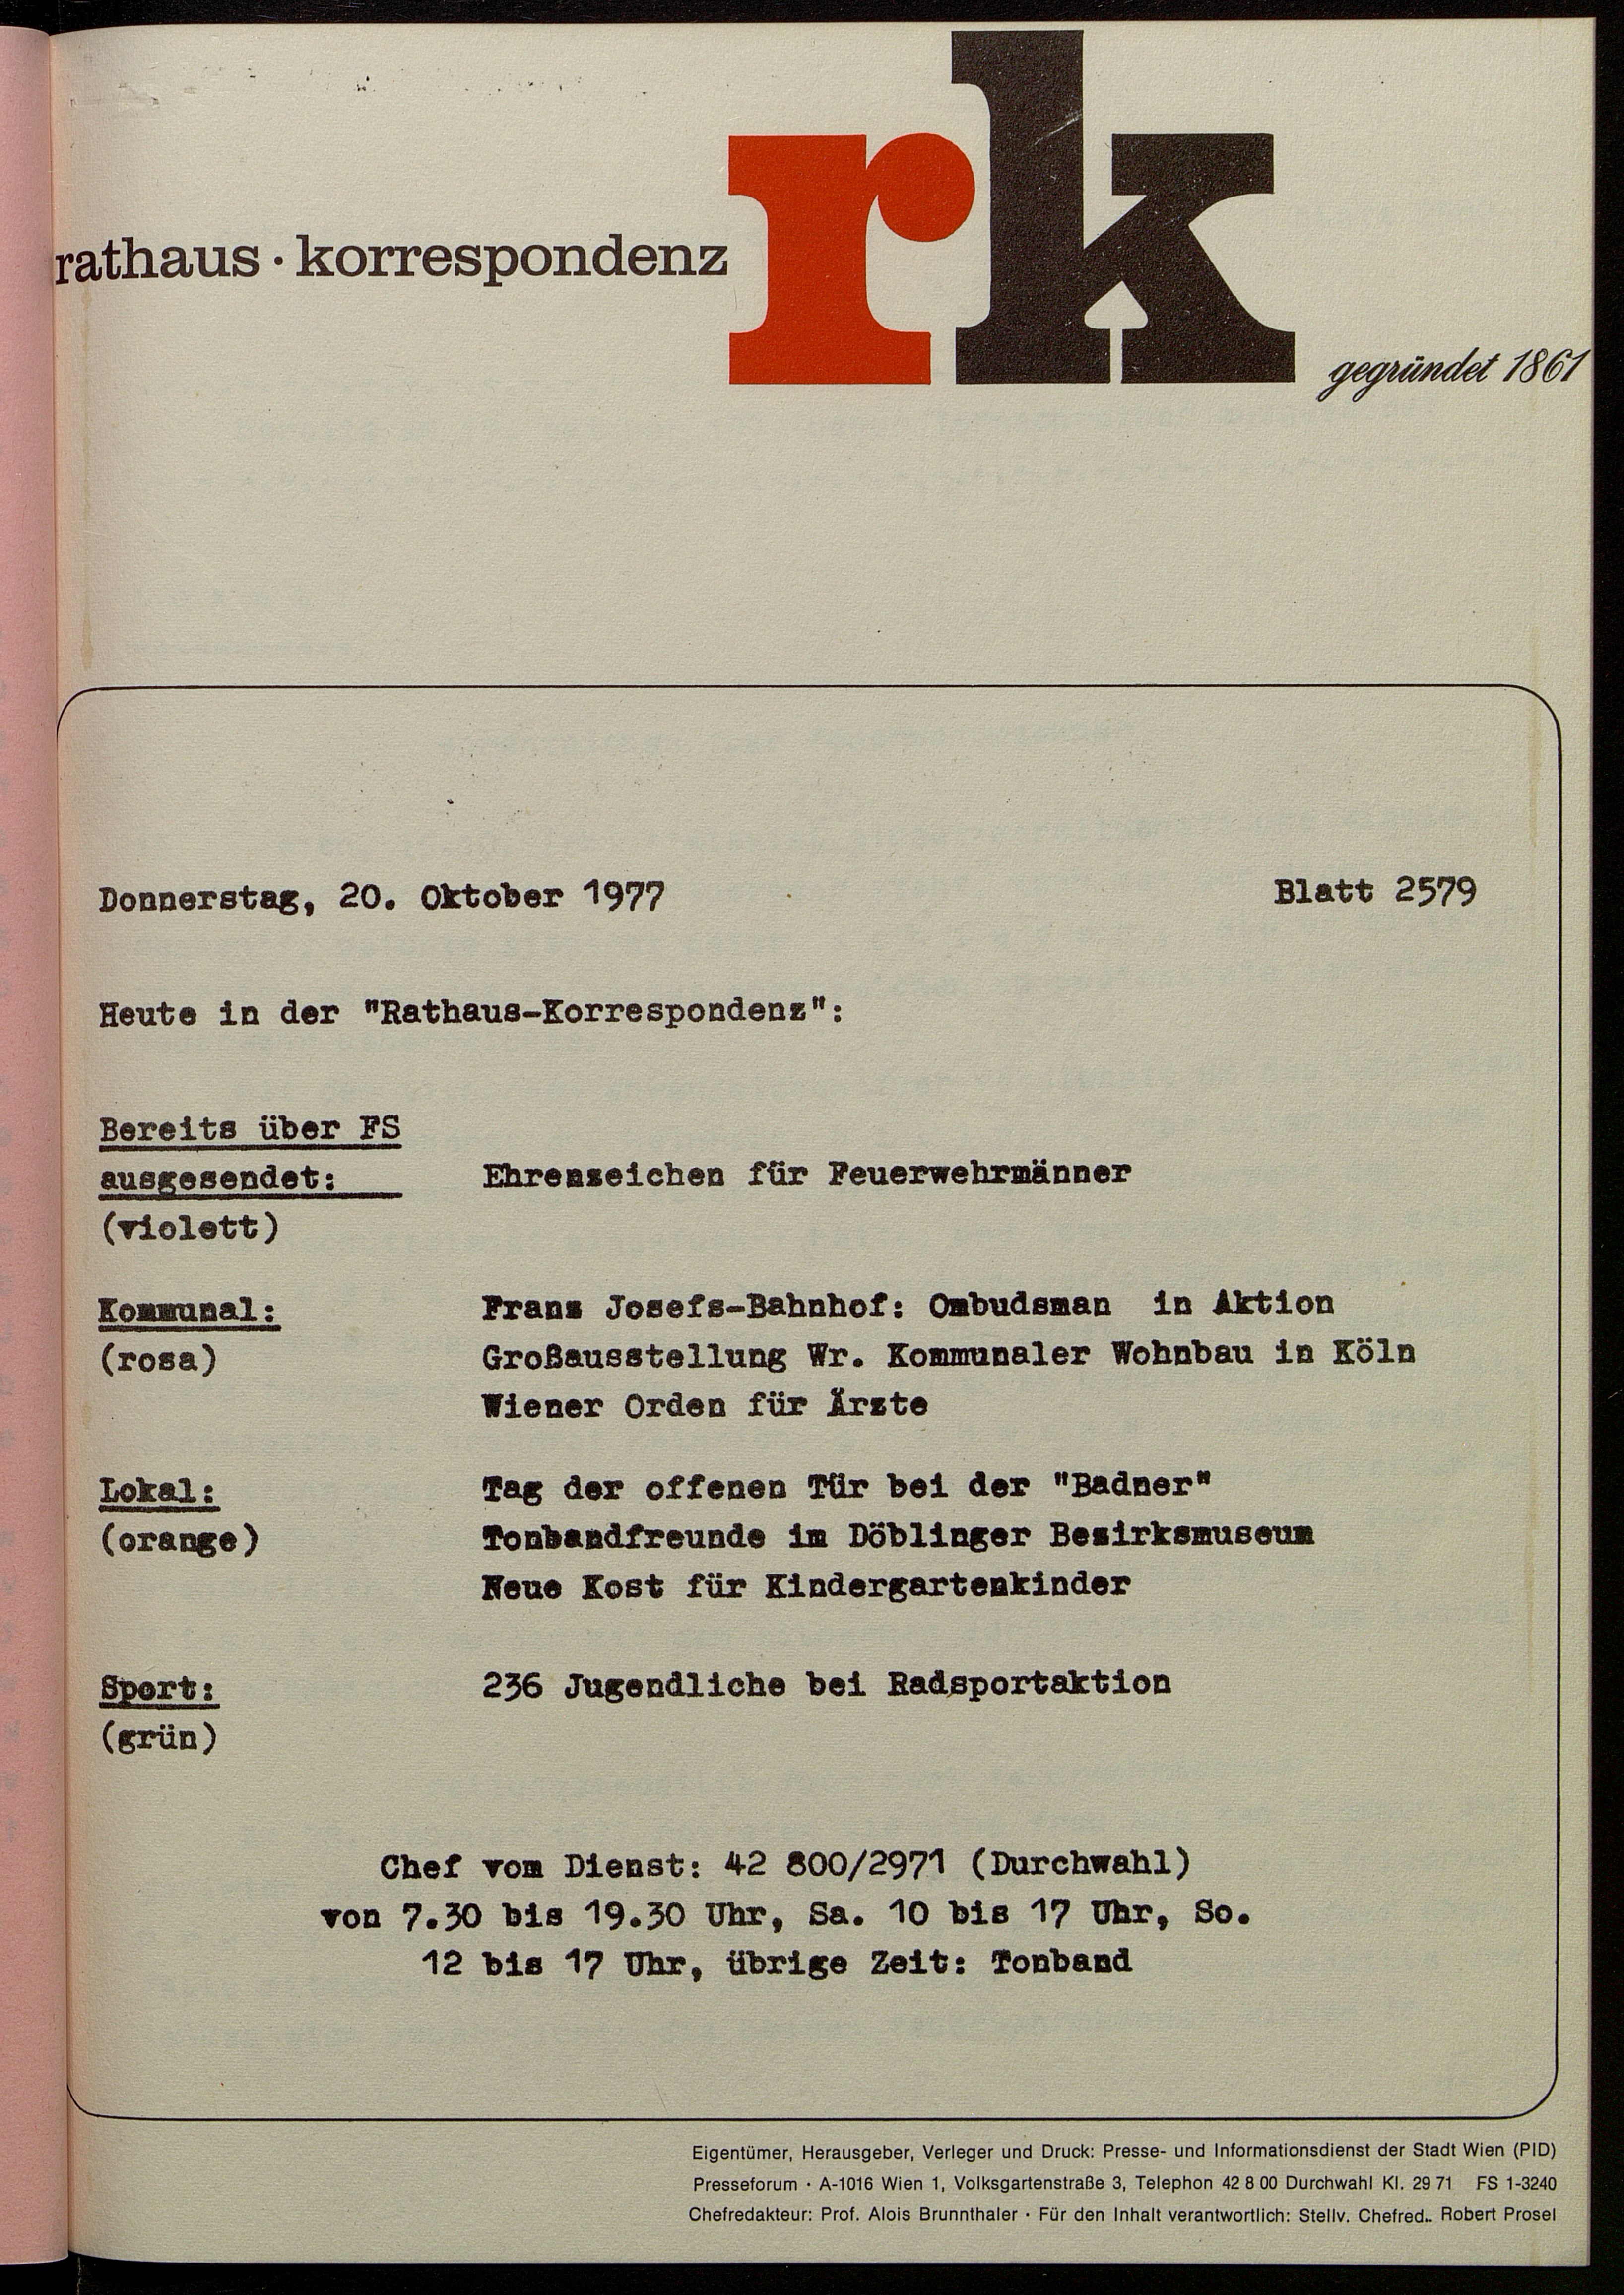 rathaus · korrespondenz
rk
gegründet 1861
Donnerstag, 20. Oktober 1977 Blatt 2579
Heute in der "Rathaus-Korrespondenz":
Bereits über FS
ausgesendet: Ehrenzeichen für Feuerwehrmänner
(violett)
Kommunal: Franz Josefs-Bahnhof: Ombudsman in Aktion
(rosa) Großausstellung Wr. Kommunaler Wohnbau in Köln
Wiener Orden für Ärzte
Lokal: Tag der offenen Tür bei der "Badner"
(orange) Tonbandfreunde im Döblinger Bezirksmuseum
Neue Kost für Kindergartenkinder
Sport: 236 Jugendliche bei Radsportaktion
(grün)
Chef vom Dienst: 42 800/2971 (Durchwahl)
von 7.30 bis 19.30 Uhr, Sa. 10 bis 17 Uhr, So.
12 bis 17 Uhr, übrige Zeit: Tonband
Eigentümer, Herausgeber, Verleger und Druck: Presse- und Informationsdienst der Stadt Wien (PID)
Presseforum · A-1016 Wien 1, Volksgartenstraße 3, Telephon 42 8 00 Durchwahl Kl. 29 71 FS 1-3240
Chefredakteur: Prof. Alois Brunnthaler · Für den Inhalt verantwortlich: Stellv. Chefred.. Robert Prosel